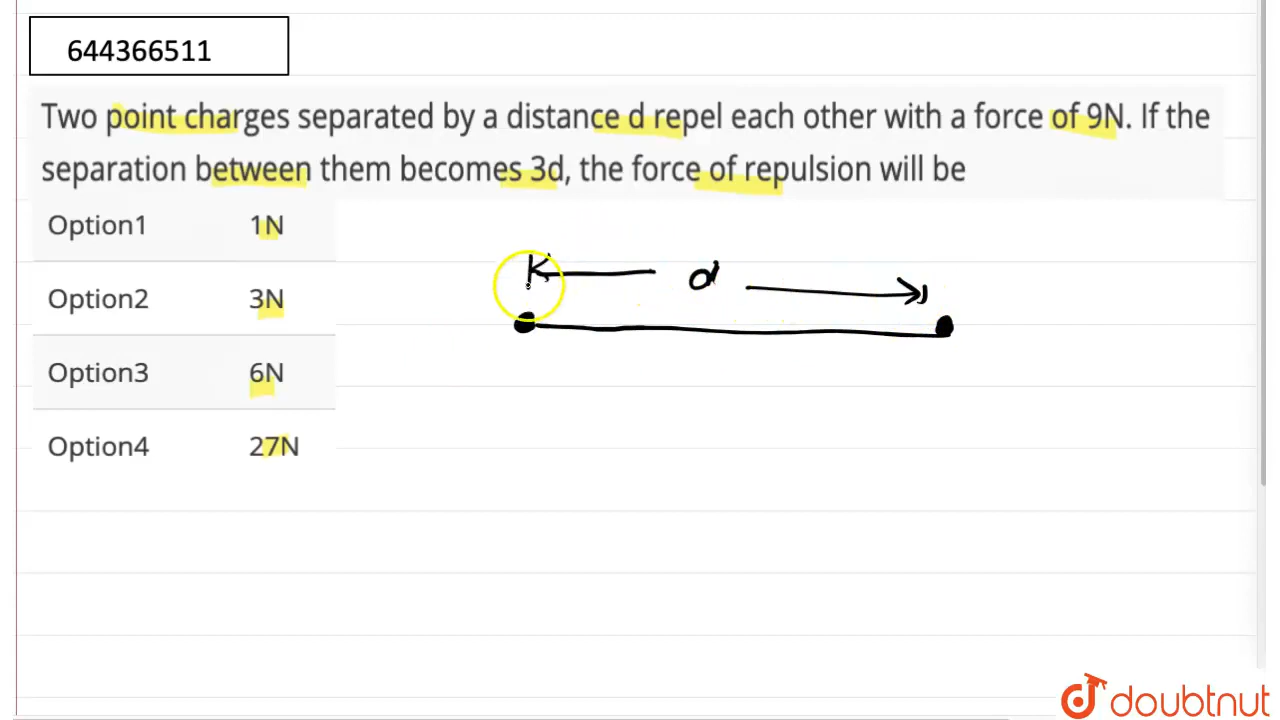 644366511
Two point charges separated by a distance d repel each other with a force of 9N. If the
separation between them becomes 3d, the force of repulsion will be
Option1 1N
Option2 3N
Option3 6N
Option4 27N
d
doubtnut